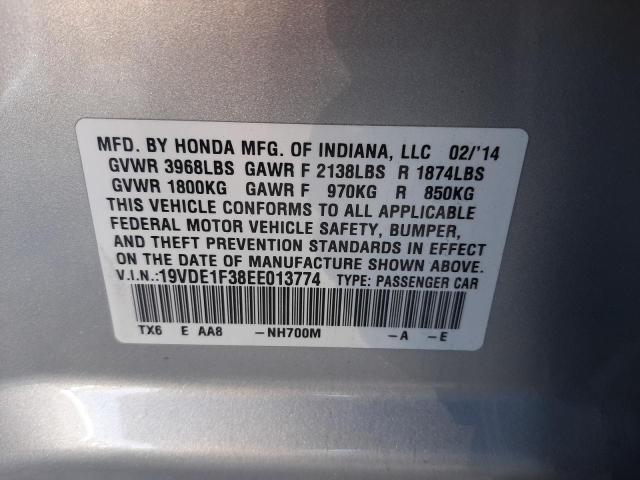 MFD. BY HONDA MFG. OF INDIANA, LLC 02/'14
GVWR 3968LBS GAWR F 2138LBS R 1874LBS
GVWR 1800KG GAWR F 970KG R 850KG
THIS VEHICLE CONFORMS TO ALL APPLICABLE
FEDERAL MOTOR VEHICLE SAFETY, BUMPER,
AND THEFT PREVENTION STANDARDS IN EFFECT
ON THE DATE OF MANUFACTURE SHOWN ABOVE.
V.I.N.:19VDE1F38EE013774 TYPE: PASSENGER CAR
TX6 E AA8 -NH700M -A -E